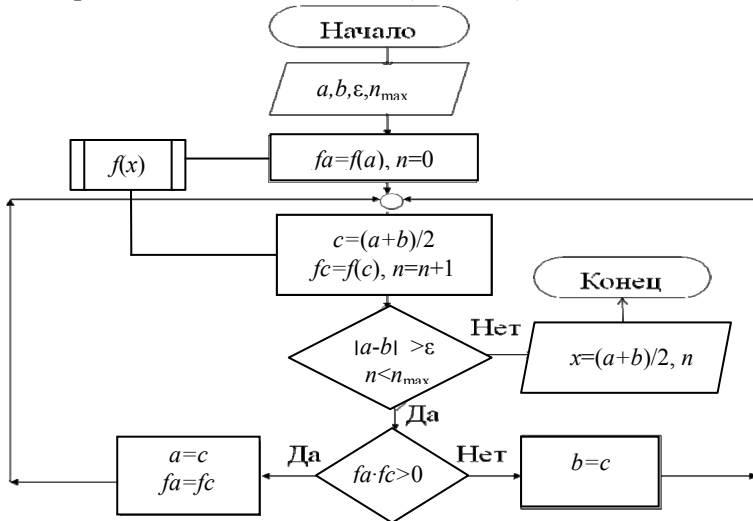 Начало
a,b,ε,nmax
f(x)
fa=f(a), n=0
c=(a+b)/2
fc=f(c), n=n+1
Конец
|a-b| >ε
n<nmax
Нет
x=(a+b)/2, n
Да
a=c
fa=fc
Да
fa·fc>0
Нет
b=c